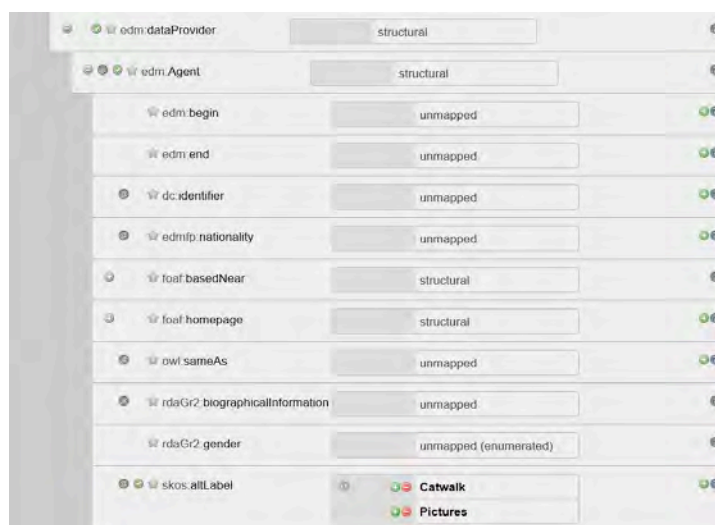 edm:dataProvider structural
edm:Agent structural
edm:begin unmapped
edm:end unmapped
dc:identifier unmapped
edmfp:nationality unmapped
foaf:basedNear structural
foaf:homepage structural
owl:sameAs unmapped
rdaGr2:biographicalInformation unmapped
rdaGr2:gender unmapped (enumerated)
skos:altLabel Catwalk
Pictures